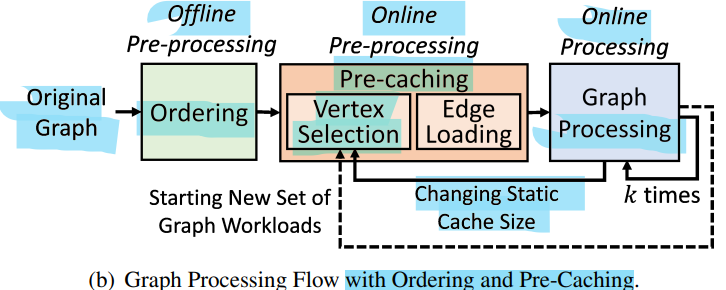 Offline
Pre-processing
Online
Pre-processing
Online
Processing
Original
Graph
Ordering
Pre-caching
Vertex
Selection
Edge
Loading
Graph
Processing
Starting New Set of
Graph Workloads
Changing Static
Cache Size
k times
(b) Graph Processing Flow with Ordering and Pre-Caching.